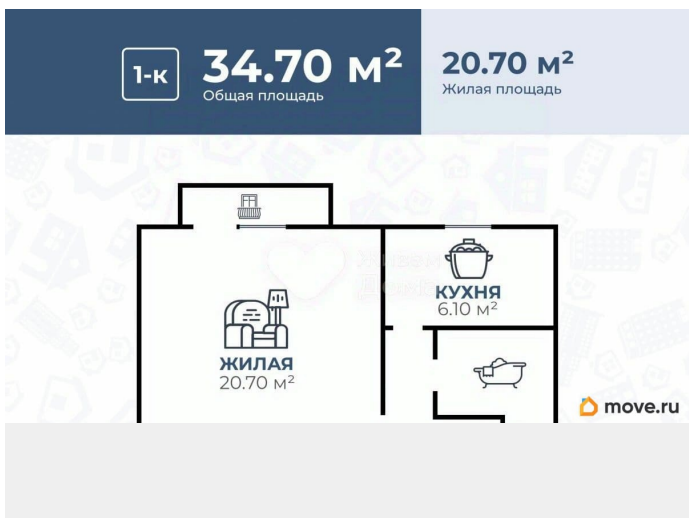 1-к
34.70 м²
Общая площадь
20.70 м²
Жилая площадь
КУХНЯ
6.10 м²
ЖИЛАЯ
20.70 м²
move.ru